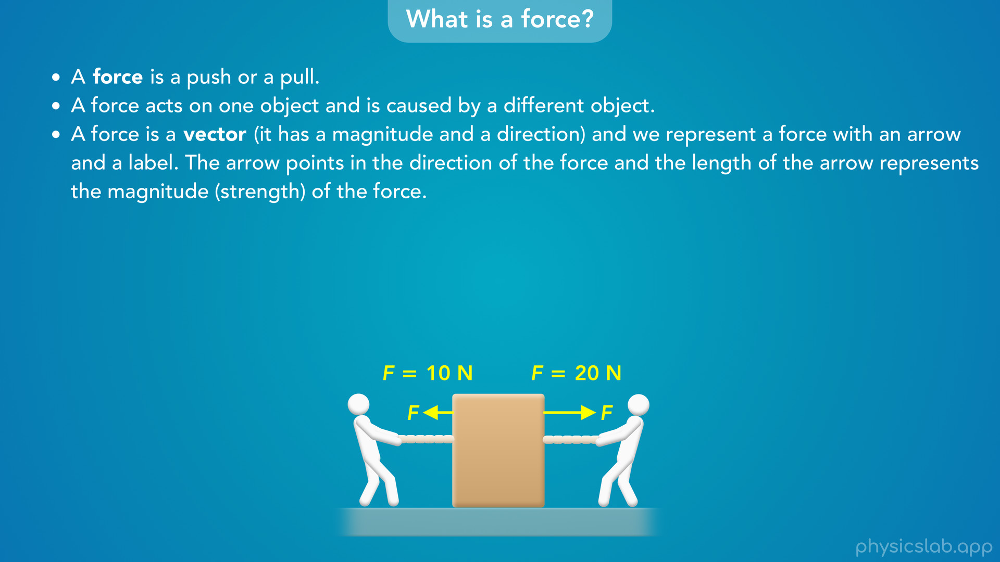 What is a force?
• A force is a push or a pull.
• A force acts on one object and is caused by a different object.
• A force is a vector (it has a magnitude and a direction) and we represent a force with an arrow
and a label. The arrow points in the direction of the force and the length of the arrow represents
the magnitude (strength) of the force.
F = 10 N
F = 20 N
F
F
physicslab.app